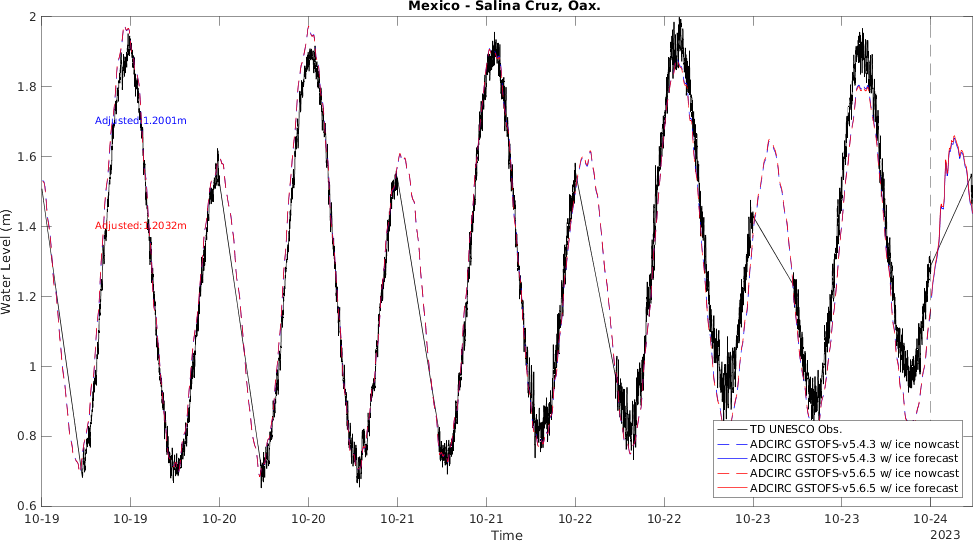 Mexico - Salina Cruz, Oax.
Water Level (m)
2
1.8
1.6
1.4
1.2
1
0.8
0.6
Adjusted:1.2001m
Adjusted:1.2032m
TD UNESCO Obs.
ADCIRC GSTOFS-v5.4.3 w/ ice nowcast
ADCIRC GSTOFS-v5.4.3 w/ ice forecast
ADCIRC GSTOFS-v5.6.5 w/ ice nowcast
ADCIRC GSTOFS-v5.6.5 w/ ice forecast
10-19 10-19 10-20 10-20 10-21 10-21 10-22 10-22 10-23 10-23 10-24
2023
Time